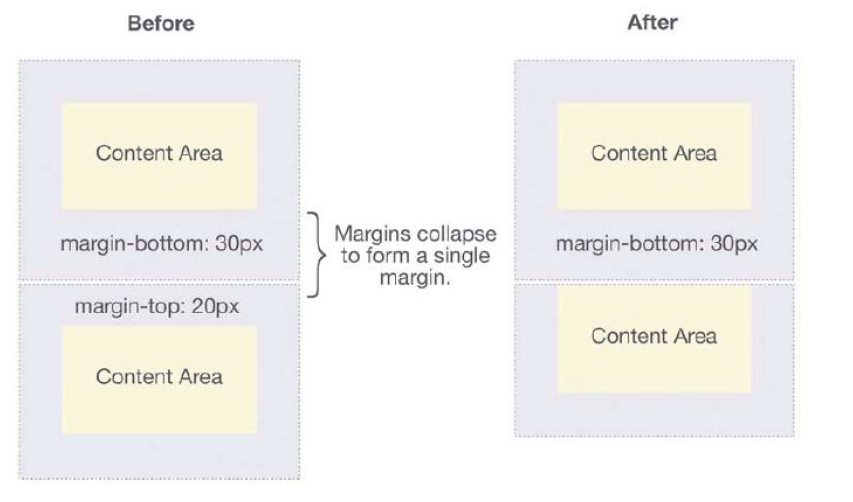 Before
After
Content Area
Content Area
margin-bottom: 30px
Margins collapse
to form a single
margin.
margin-bottom: 30px
margin-top: 20px
Content Area
Content Area